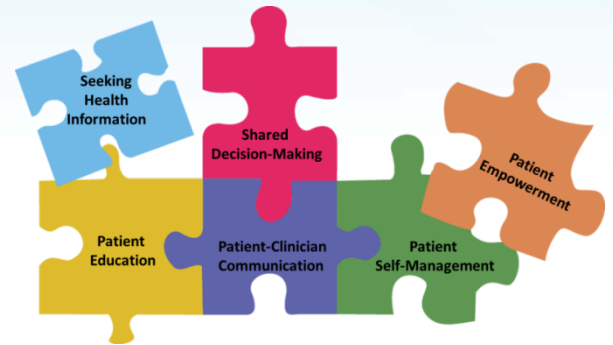 Seeking
Health
Information
Shared
Decision-Making
Patient
Empowerment
Patient
Education
Patient-Clinician
Communication
Patient
Self-Management